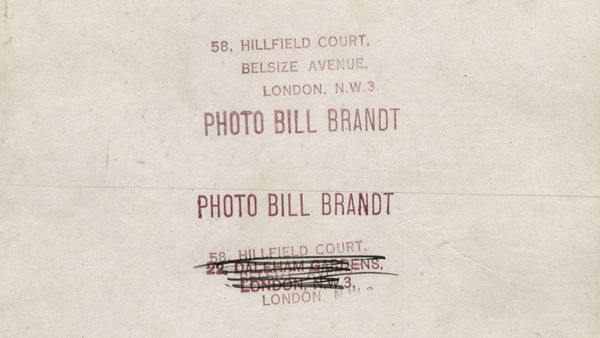 58, HILLFIELD COURT,
BELSIZE AVENUE,
LONDON, N.W.3.
PHOTO BILL BRANDT
PHOTO BILL BRANDT
58, HILLFIELD COURT,
22 DALEHAM GARDENS,
LONDON, N.W.3,
LONDON.